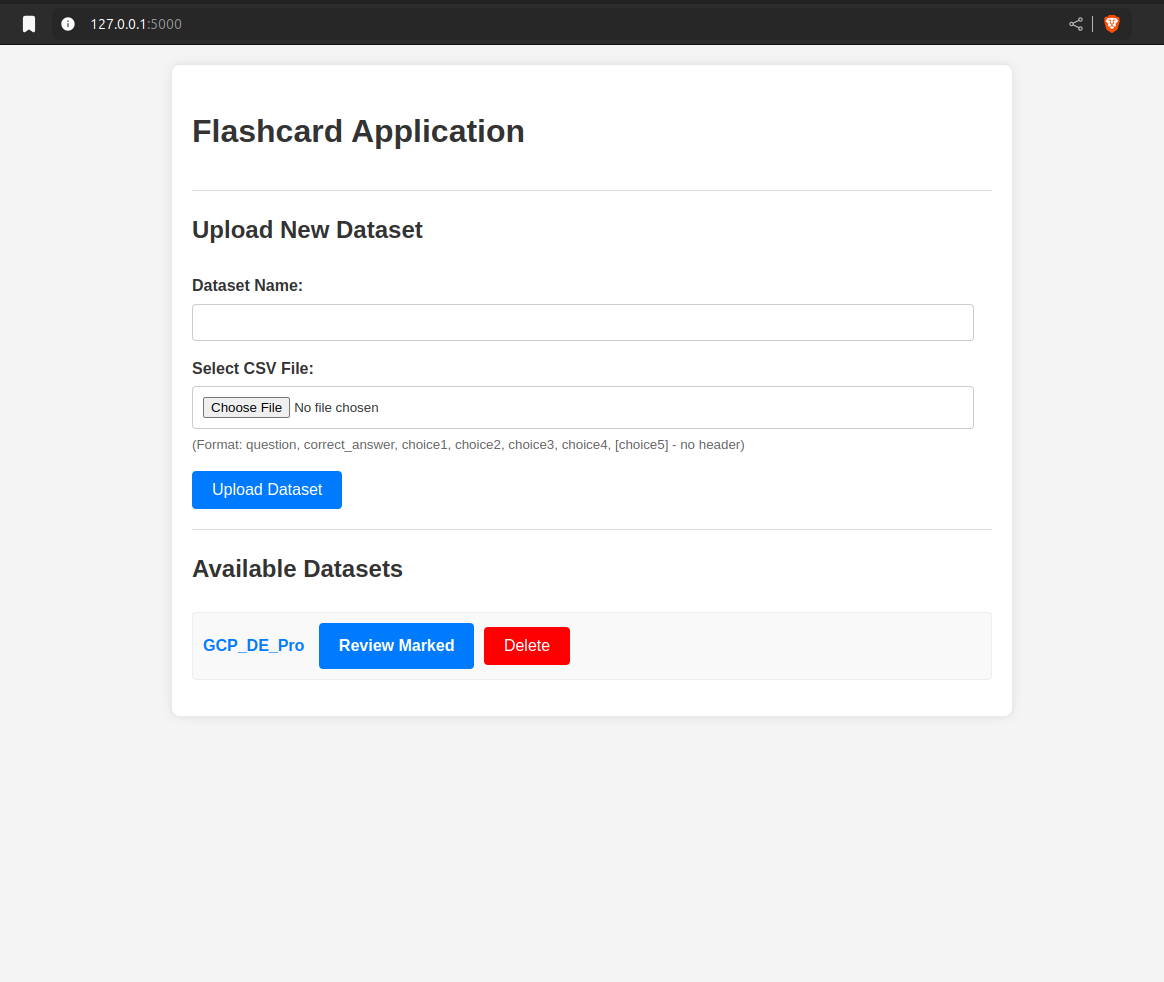 127.0.0.1:5000
Flashcard Application
Upload New Dataset
Dataset Name:
Select CSV File:
Choose File No file chosen
(Format: question, correct_answer, choice1, choice2, choice3, choice4, [choice5] - no header)
Upload Dataset
Available Datasets
GCP_DE_Pro Review Marked Delete